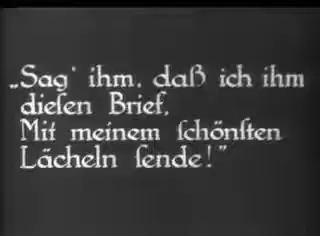 „Sag' ihm, daß ich ihm
dieſen Brief,
Mit meinem ſchönſten
Lächeln ſende!"